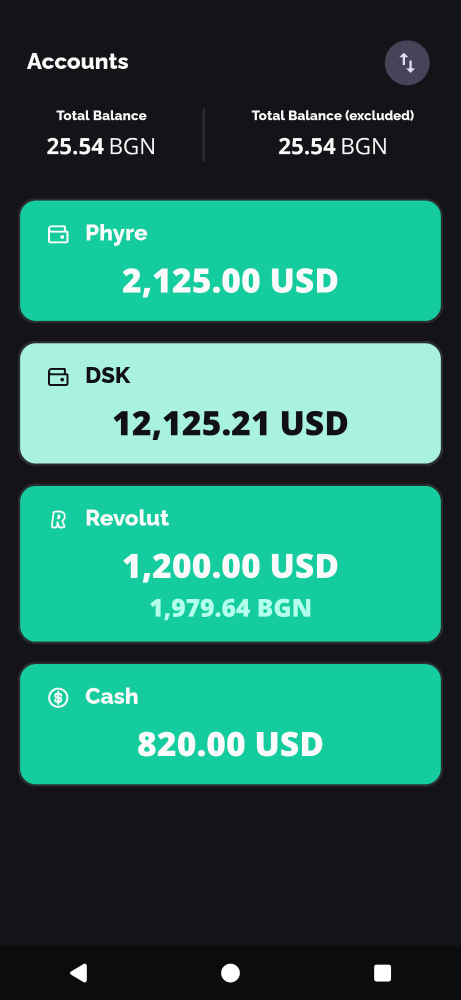 Accounts
Total Balance
25.54 BGN
Total Balance (excluded)
25.54 BGN
Phyre
2,125.00 USD
DSK
12,125.21 USD
Revolut
1,200.00 USD
1,979.64 BGN
Cash
820.00 USD